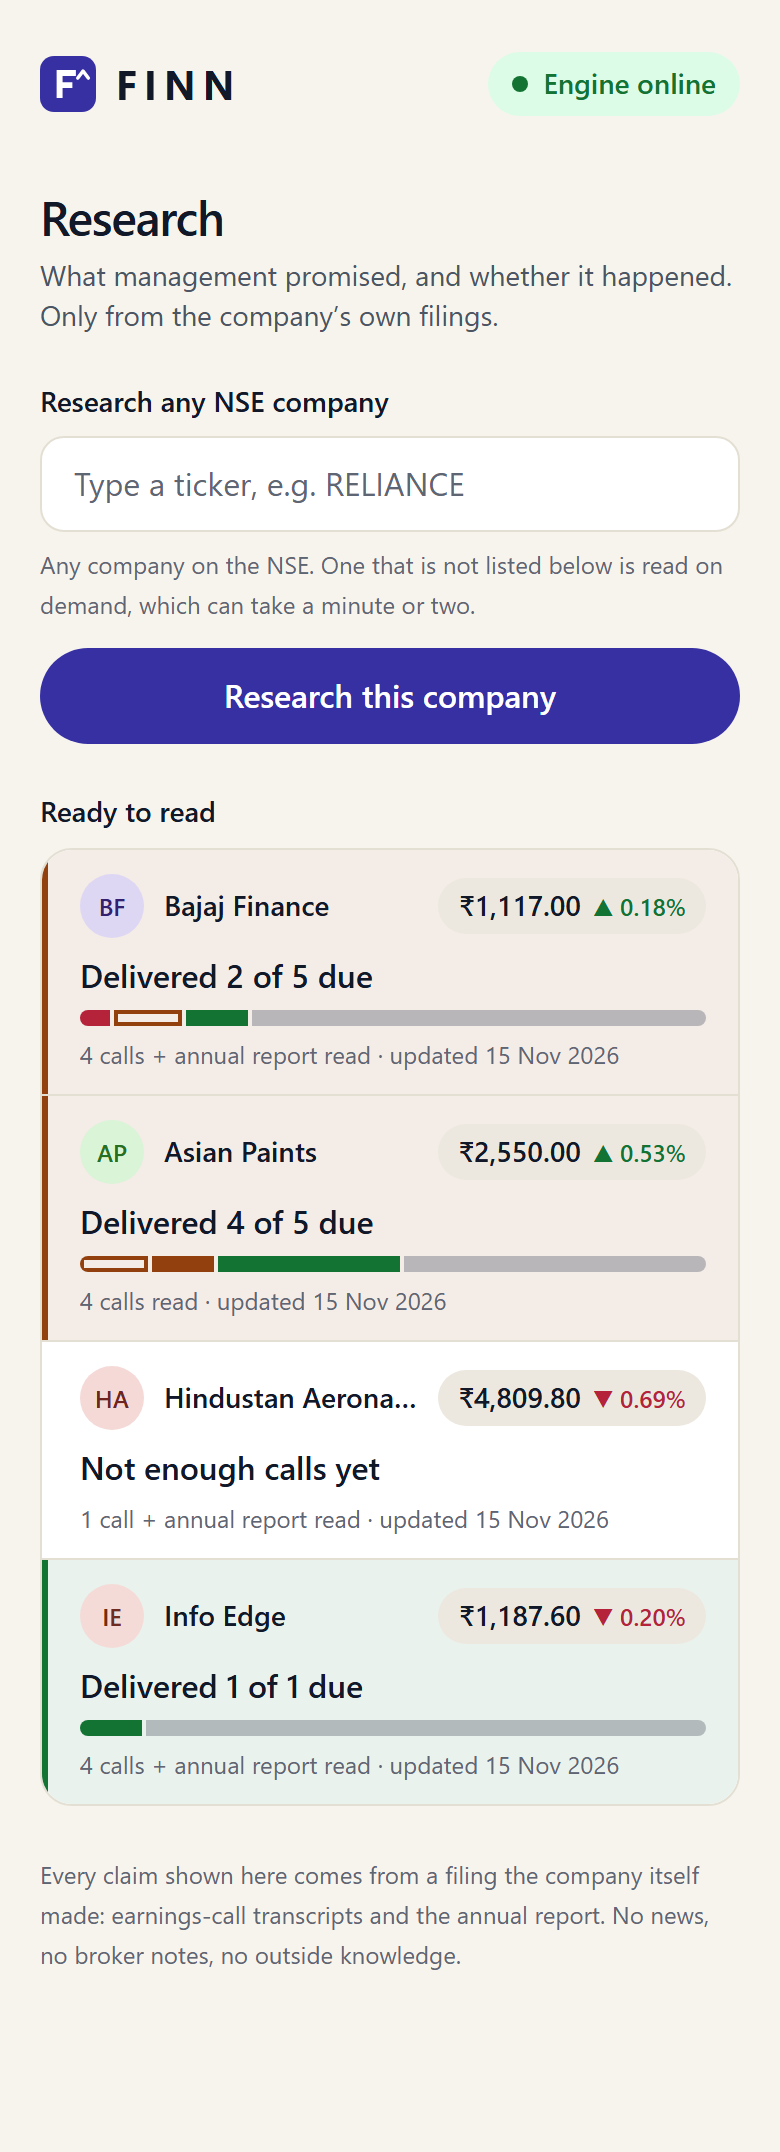 F^ FINN
Engine online
Research
What management promised, and whether it happened.
Only from the company’s own filings.
Research any NSE company
Type a ticker, e.g. RELIANCE
Any company on the NSE. One that is not listed below is read on
demand, which can take a minute or two.
Research this company
Ready to read
BF Bajaj Finance ₹1,117.00 ▲ 0.18%
Delivered 2 of 5 due
4 calls + annual report read · updated 15 Nov 2026
AP Asian Paints ₹2,550.00 ▲ 0.53%
Delivered 4 of 5 due
4 calls read · updated 15 Nov 2026
HA Hindustan Aerona... ₹4,809.80 ▼ 0.69%
Not enough calls yet
1 call + annual report read · updated 15 Nov 2026
IE Info Edge ₹1,187.60 ▼ 0.20%
Delivered 1 of 1 due
4 calls + annual report read · updated 15 Nov 2026
Every claim shown here comes from a filing the company itself
made: earnings-call transcripts and the annual report. No news,
no broker notes, no outside knowledge.